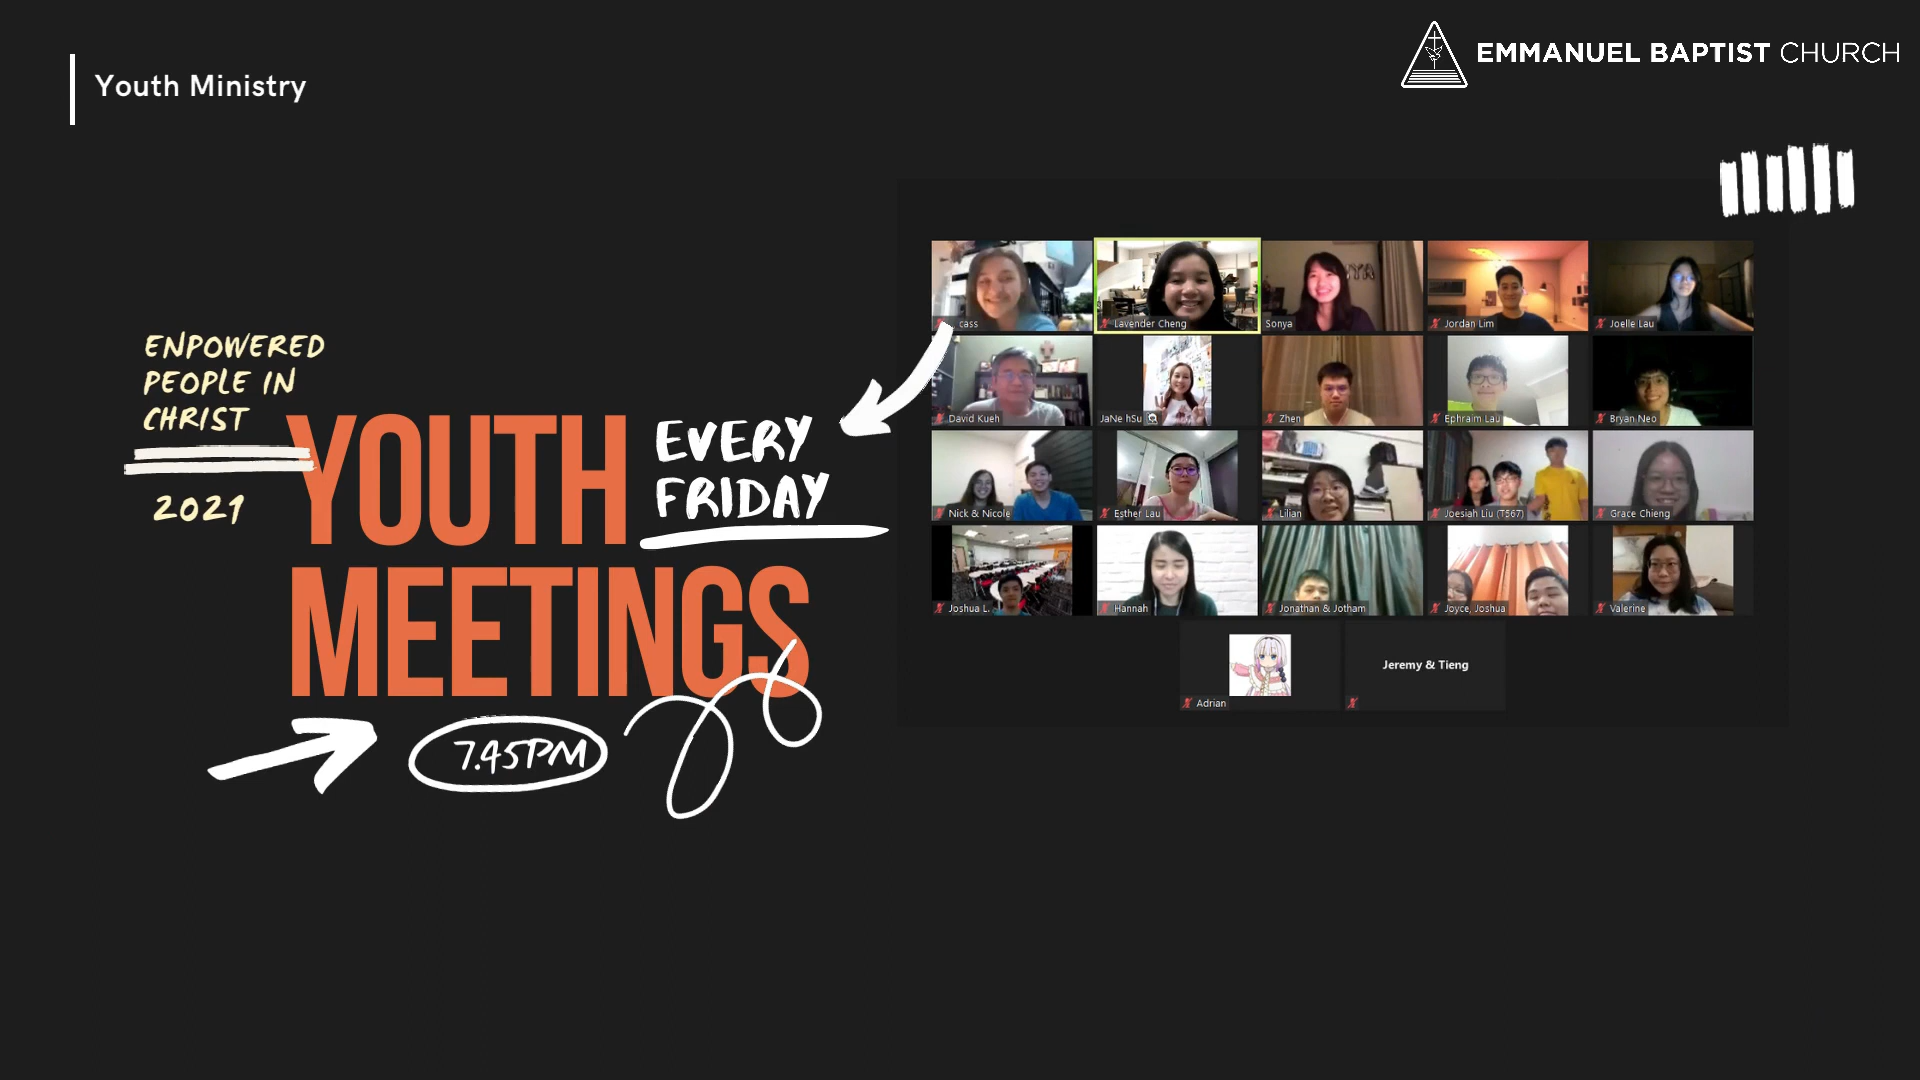 Youth Ministry
EMMANUEL BAPTIST CHURCH
ENPOWERED
PEOPLE IN
CHRIST
2021
YOUTH
MEETINGS
EVERY
FRIDAY
7.45PM
cass
Lavender Cheng
Sonya
Jordan Lim
Joelle Lau
David Kueh
JaNe hSu
Zhen
Ephraim Lau
Bryan Neo
Nick & Nicole
Esther Lau
Lilian
Joesiah Liu (T567)
Grace Chieng
Joshua L.
Hannah
Jonathan & Jotham
Joyce, Joshua
Valerine
Adrian
Jeremy & Tieng